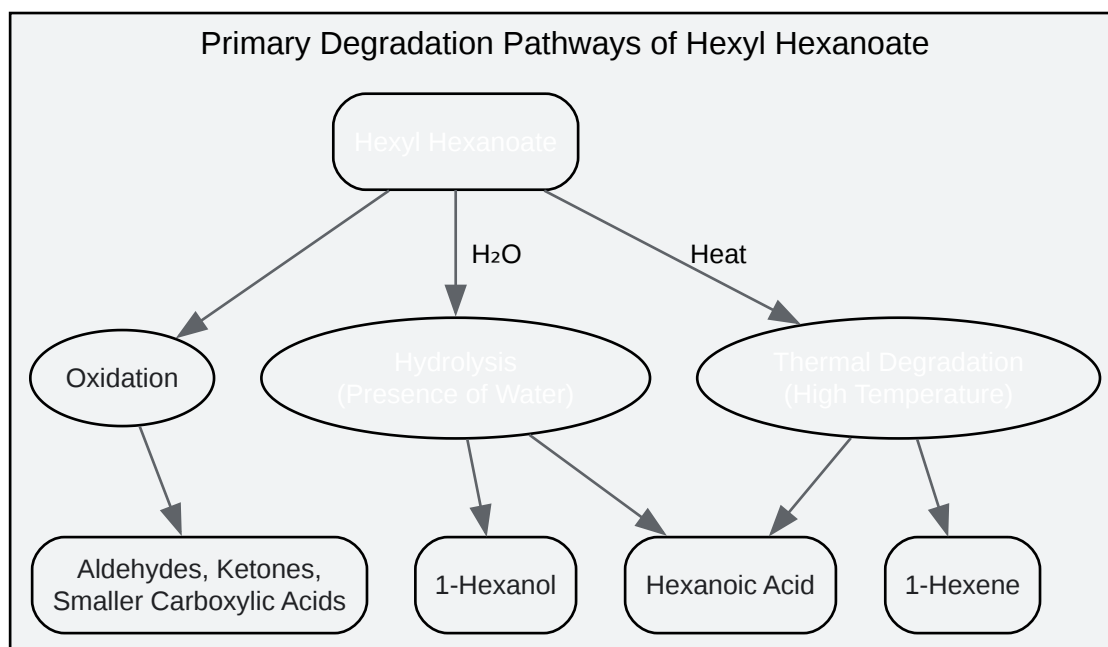 Primary Degradation Pathways of Hexyl Hexanoate
Hexyl Hexanoate
H₂O
Heat
Oxidation
Hydrolysis
(Presence of Water)
Thermal Degradation
(High Temperature)
Aldehydes, Ketones,
Smaller Carboxylic Acids
1-Hexanol
Hexanoic Acid
1-Hexene